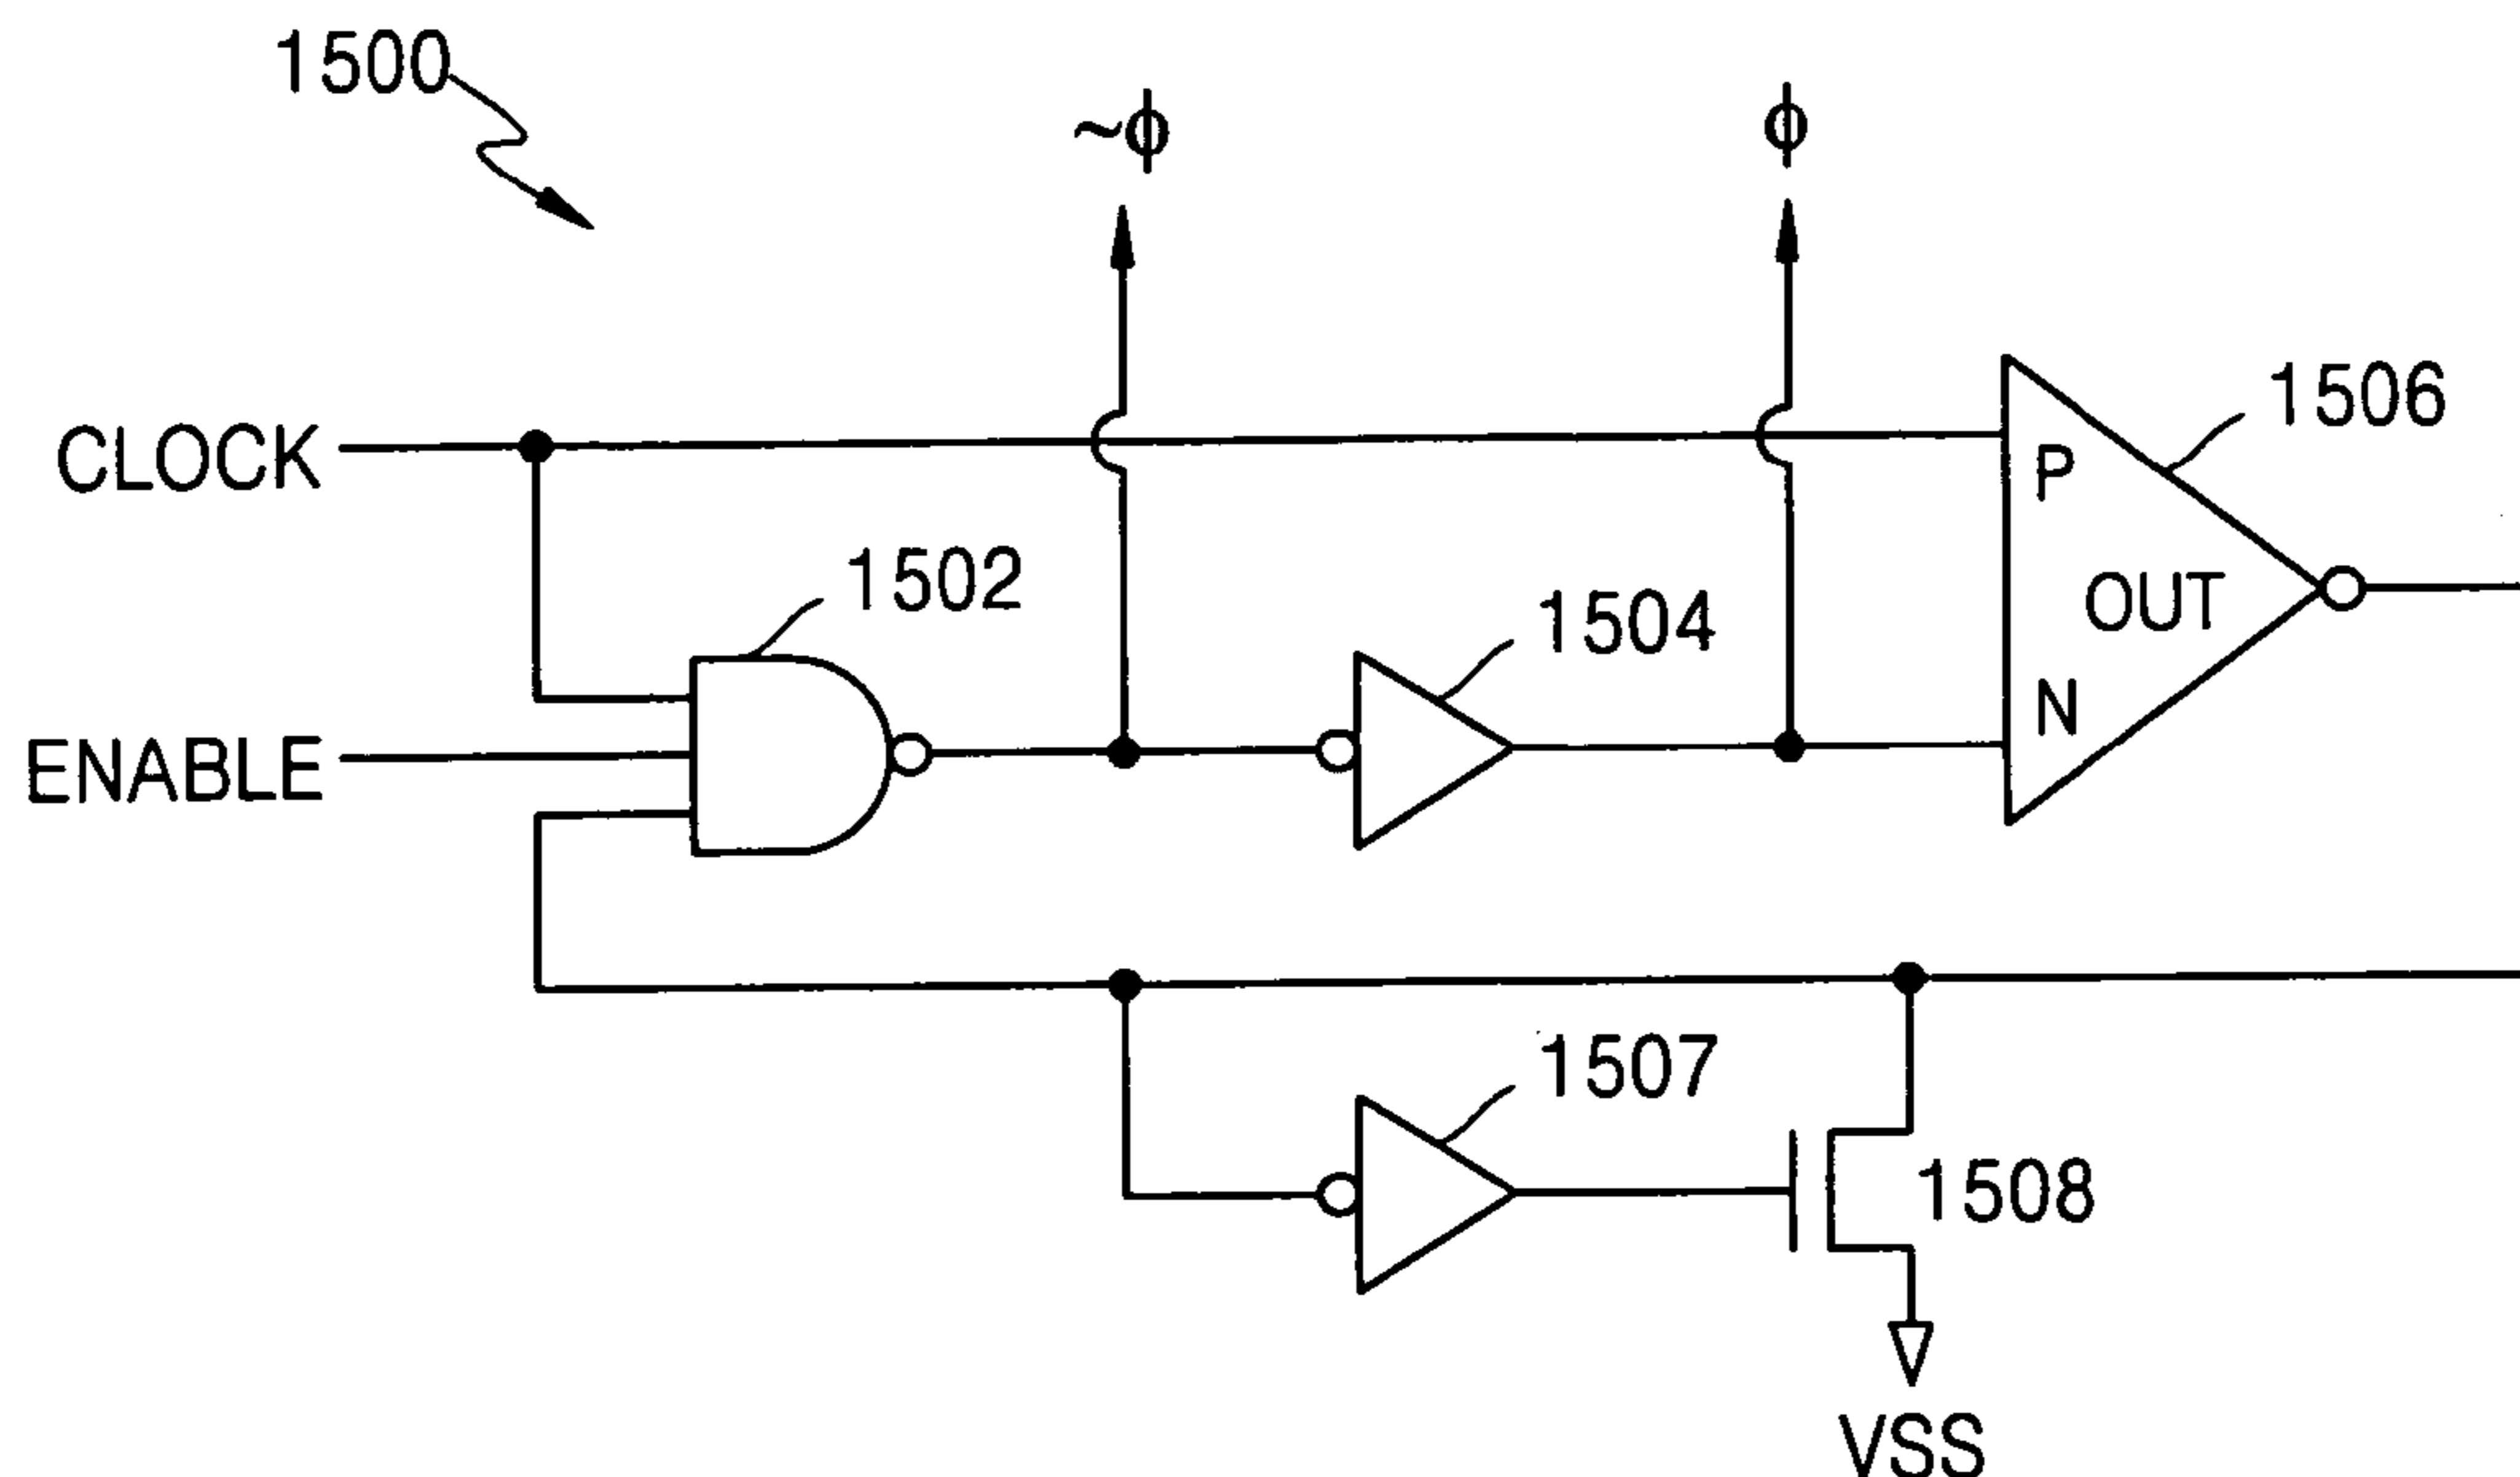 1500
~ϕ
ϕ
1506
CLOCK
P
1502
OUT
1504
N
ENABLE
1507
1508
VSS